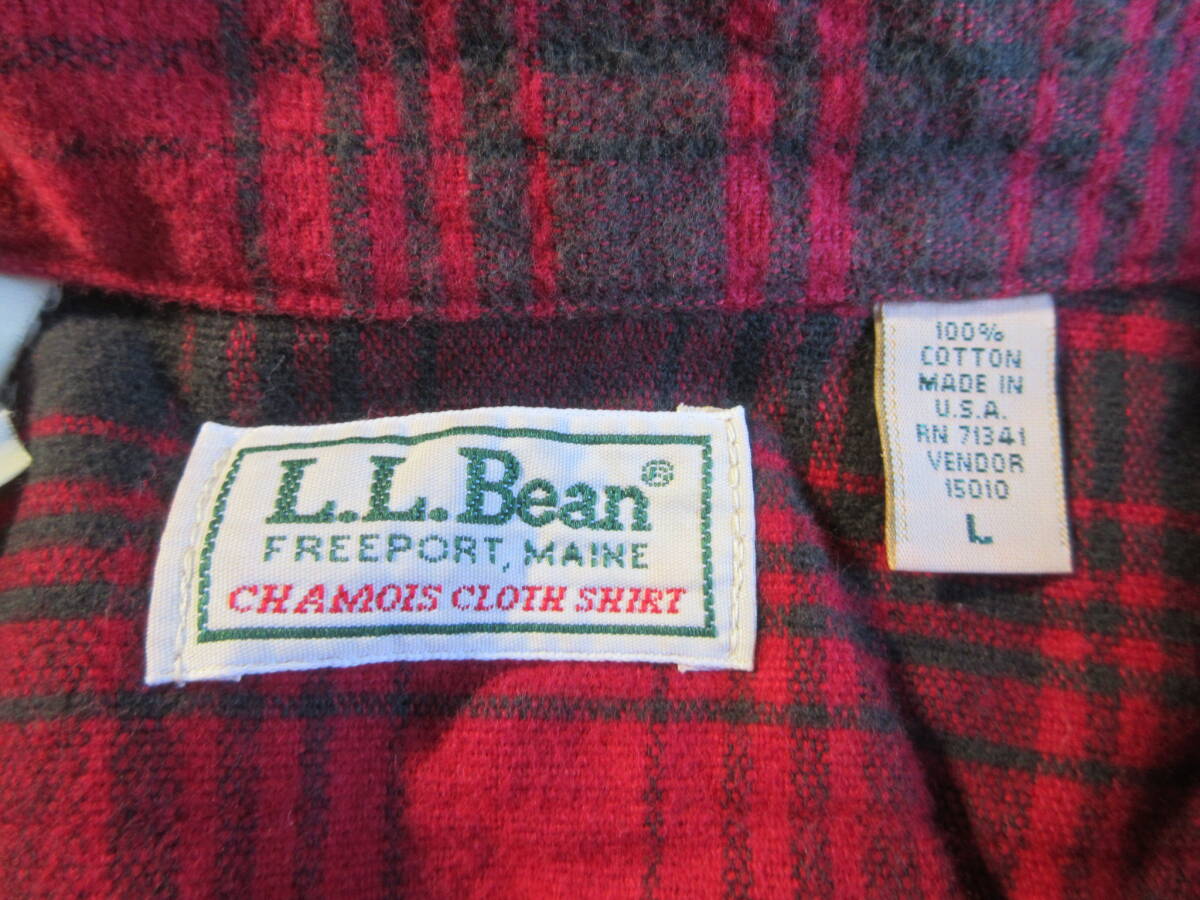 L.L.Bean®
FREEPORT, MAINE
CHAMOIS CLOTH SHIRT
100%
COTTON
MADE IN
U.S.A.
RN 71341
VENDOR
15010
L